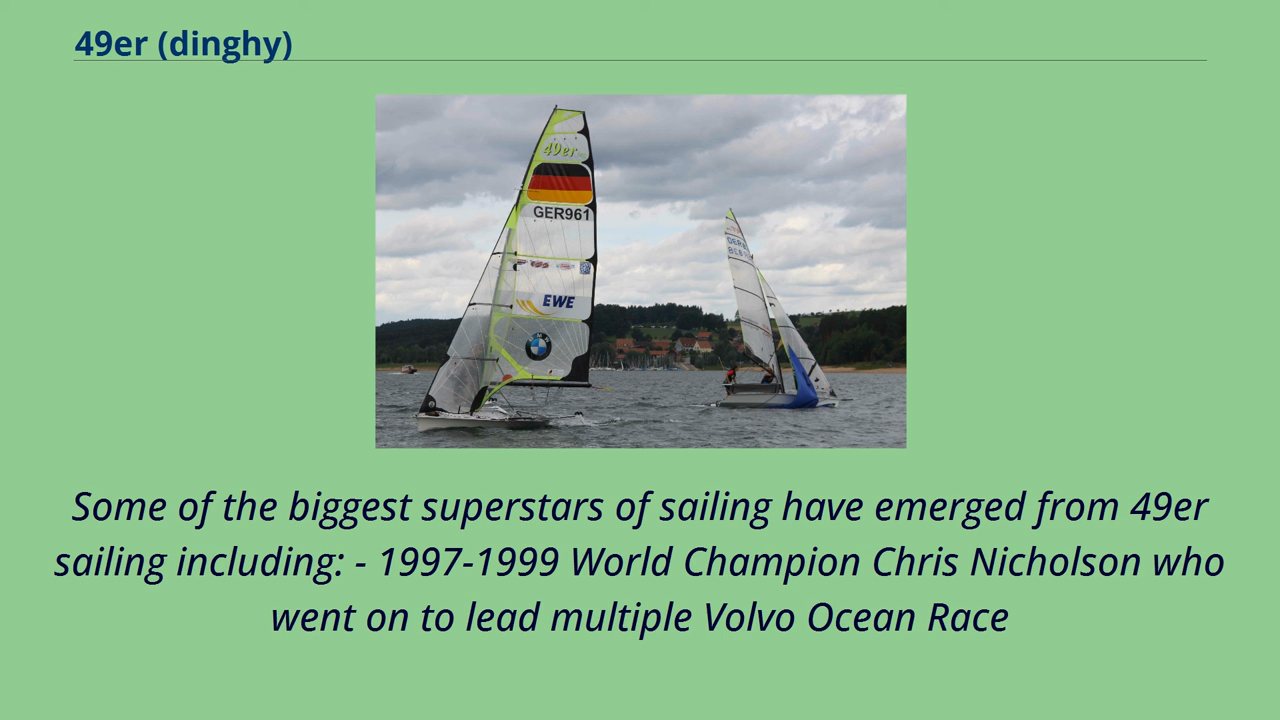 49er (dinghy)
49er
GER961
EWE
BMW
Some of the biggest superstars of sailing have emerged from 49er
sailing including: - 1997-1999 World Champion Chris Nicholson who
went on to lead multiple Volvo Ocean Race